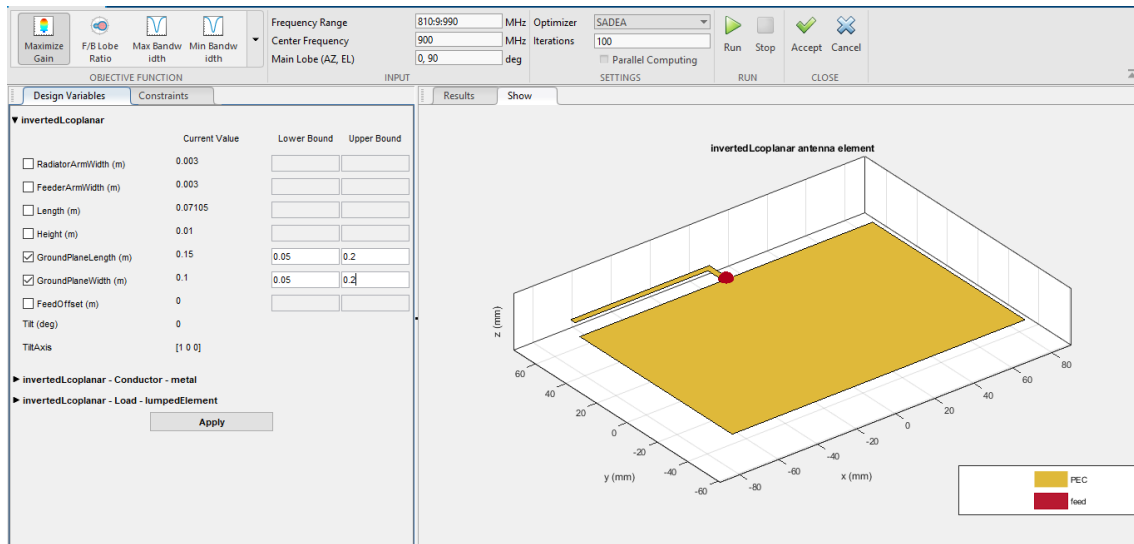 Maximize
Gain
F/B Lobe
Ratio
Max Bandw
idth
Min Bandw
idth
OBJECTIVE FUNCTION
Frequency Range 810:9:990 MHz
Center Frequency 900 MHz
Main Lobe (AZ, EL) 0, 90 deg
INPUT
Optimizer SADEA
Iterations 100
Parallel Computing
SETTINGS
Run Stop
RUN
Accept Cancel
CLOSE
Design Variables Constraints
invertedLcoplanar
Current Value Lower Bound Upper Bound
RadiatorArmWidth (m) 0.003
FeederArmWidth (m) 0.003
Length (m) 0.07105
Height (m) 0.01
GroundPlaneLength (m) 0.15 0.05 0.2
GroundPlaneWidth (m) 0.1 0.05 0.2
FeedOffset (m) 0
Tilt (deg) 0
TiltAxis [1 0 0]
invertedLcoplanar - Conductor - metal
invertedLcoplanar - Load - lumpedElement
Apply
Results Show
invertedLcoplanar antenna element
z (mm)
60
40
20
0
-20
-40
-60
y (mm)
-80
-60
-40
-20
0
20
40
60
80
x (mm)
PEC
feed